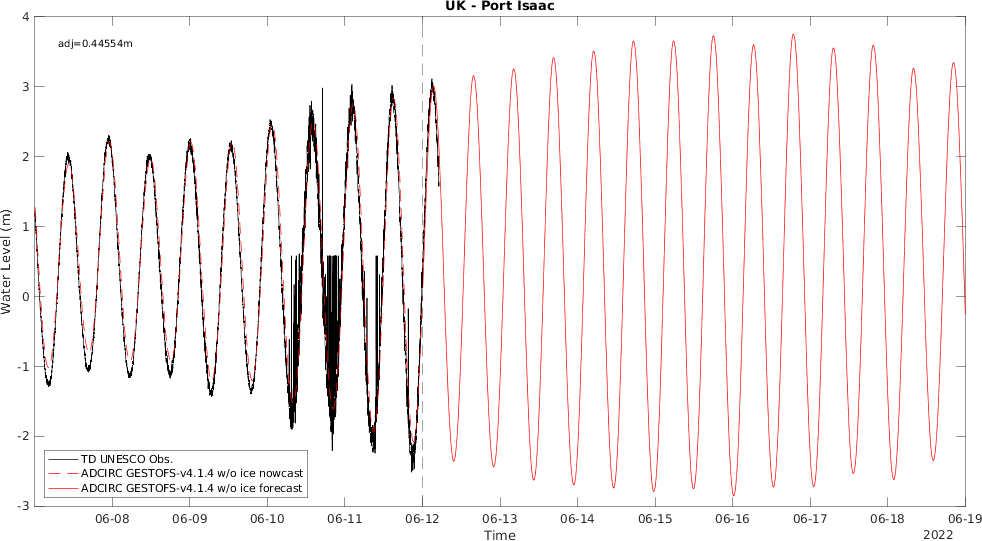 UK - Port Isaac
adj=0.44554m
4
3
2
1
0
-1
-2
-3
Water Level (m)
TD UNESCO Obs.
ADCIRC GESTOFS-v4.1.4 w/o ice nowcast
ADCIRC GESTOFS-v4.1.4 w/o ice forecast
06-08 06-09 06-10 06-11 06-12 06-13 06-14 06-15 06-16 06-17 06-18 06-19
Time
2022